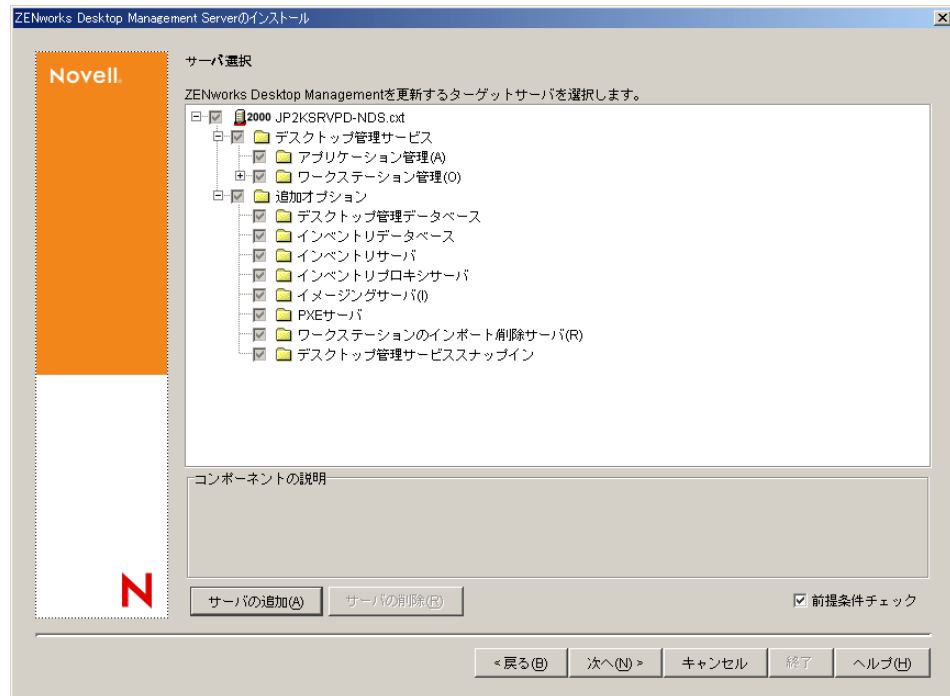 ZENworks Desktop Management Serverのインストール
Novell.
サーバ選択
ZENworks Desktop Managementを更新するターゲットサーバを選択します。
2000 JP2KSRVPD-NDS.cxt
デスクトップ管理サービス
アプリケーション管理(A)
ワークステーション管理(O)
追加オプション
デスクトップ管理データベース
インベントリデータベース
インベントリサーバ
インベントリプロキシサーバ
イメージングサーバ(I)
PXEサーバ
ワークステーションのインポート/削除サーバ(R)
デスクトップ管理サービススナップイン
コンポーネントの説明
N
サーバの追加(A) サーバの削除(R) 前提条件チェック
<戻る(B) 次へ(N)> キャンセル 終了 ヘルプ(H)